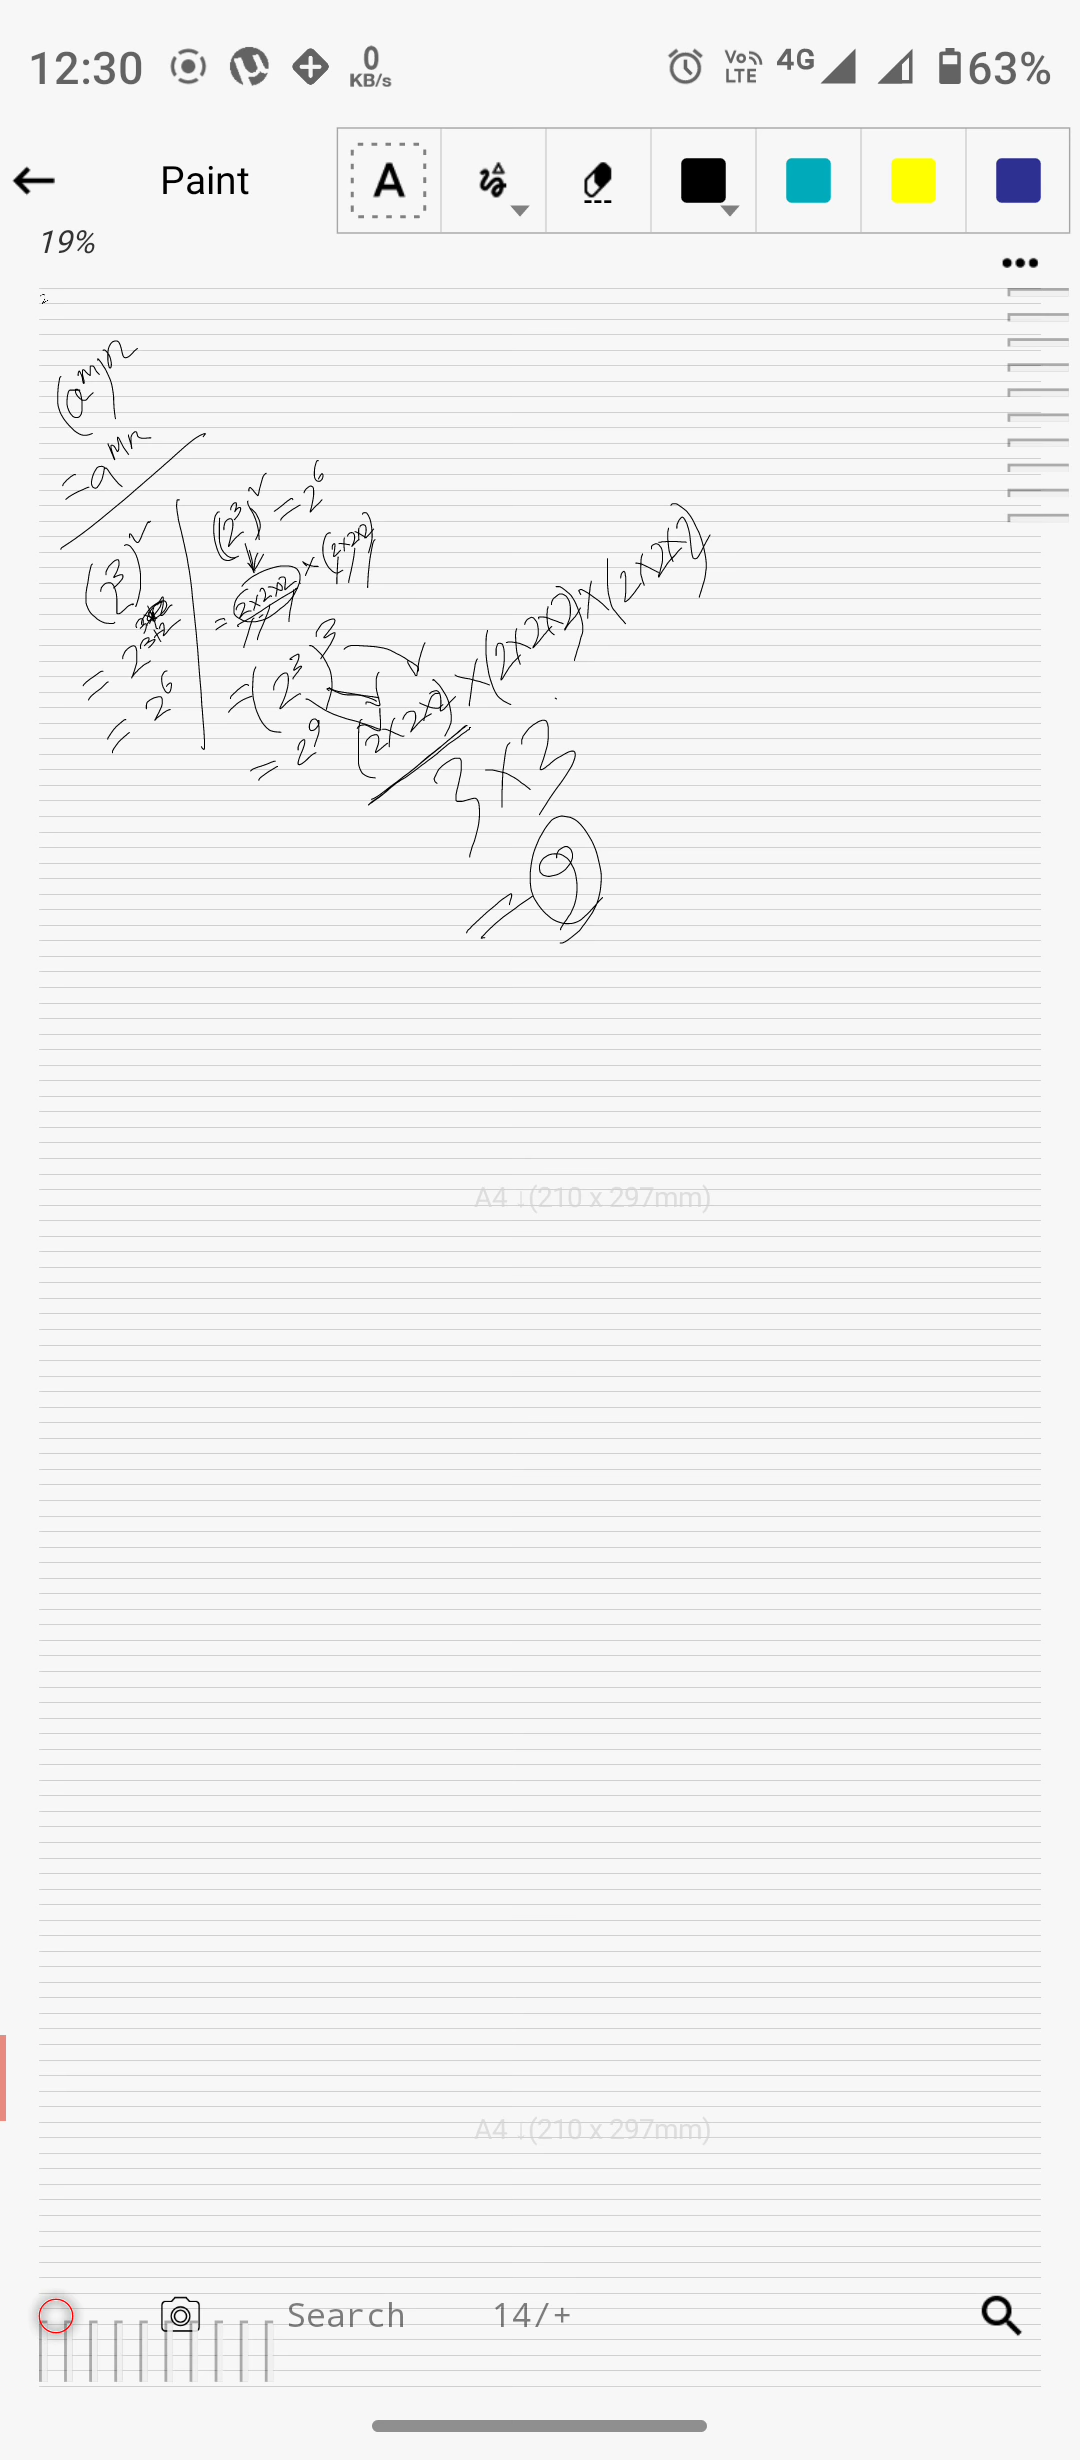 12:30 0 KB/s Vo LTE 4G 63%
Paint A
19%
(a^m)^n
= a^mn
(2^3)^2
= 2^3×2
= 2^6
(2^3)^2 = 2^6
= (2×2×2) × (2×2×2)
= (2^3)^3
(2×2×2) × (2×2×2) × (2×2×2)
= 2^9
3×3
= 9
A4 ↓(210 x 297mm)
A4 ↓(210 x 297mm)
Search 14/+